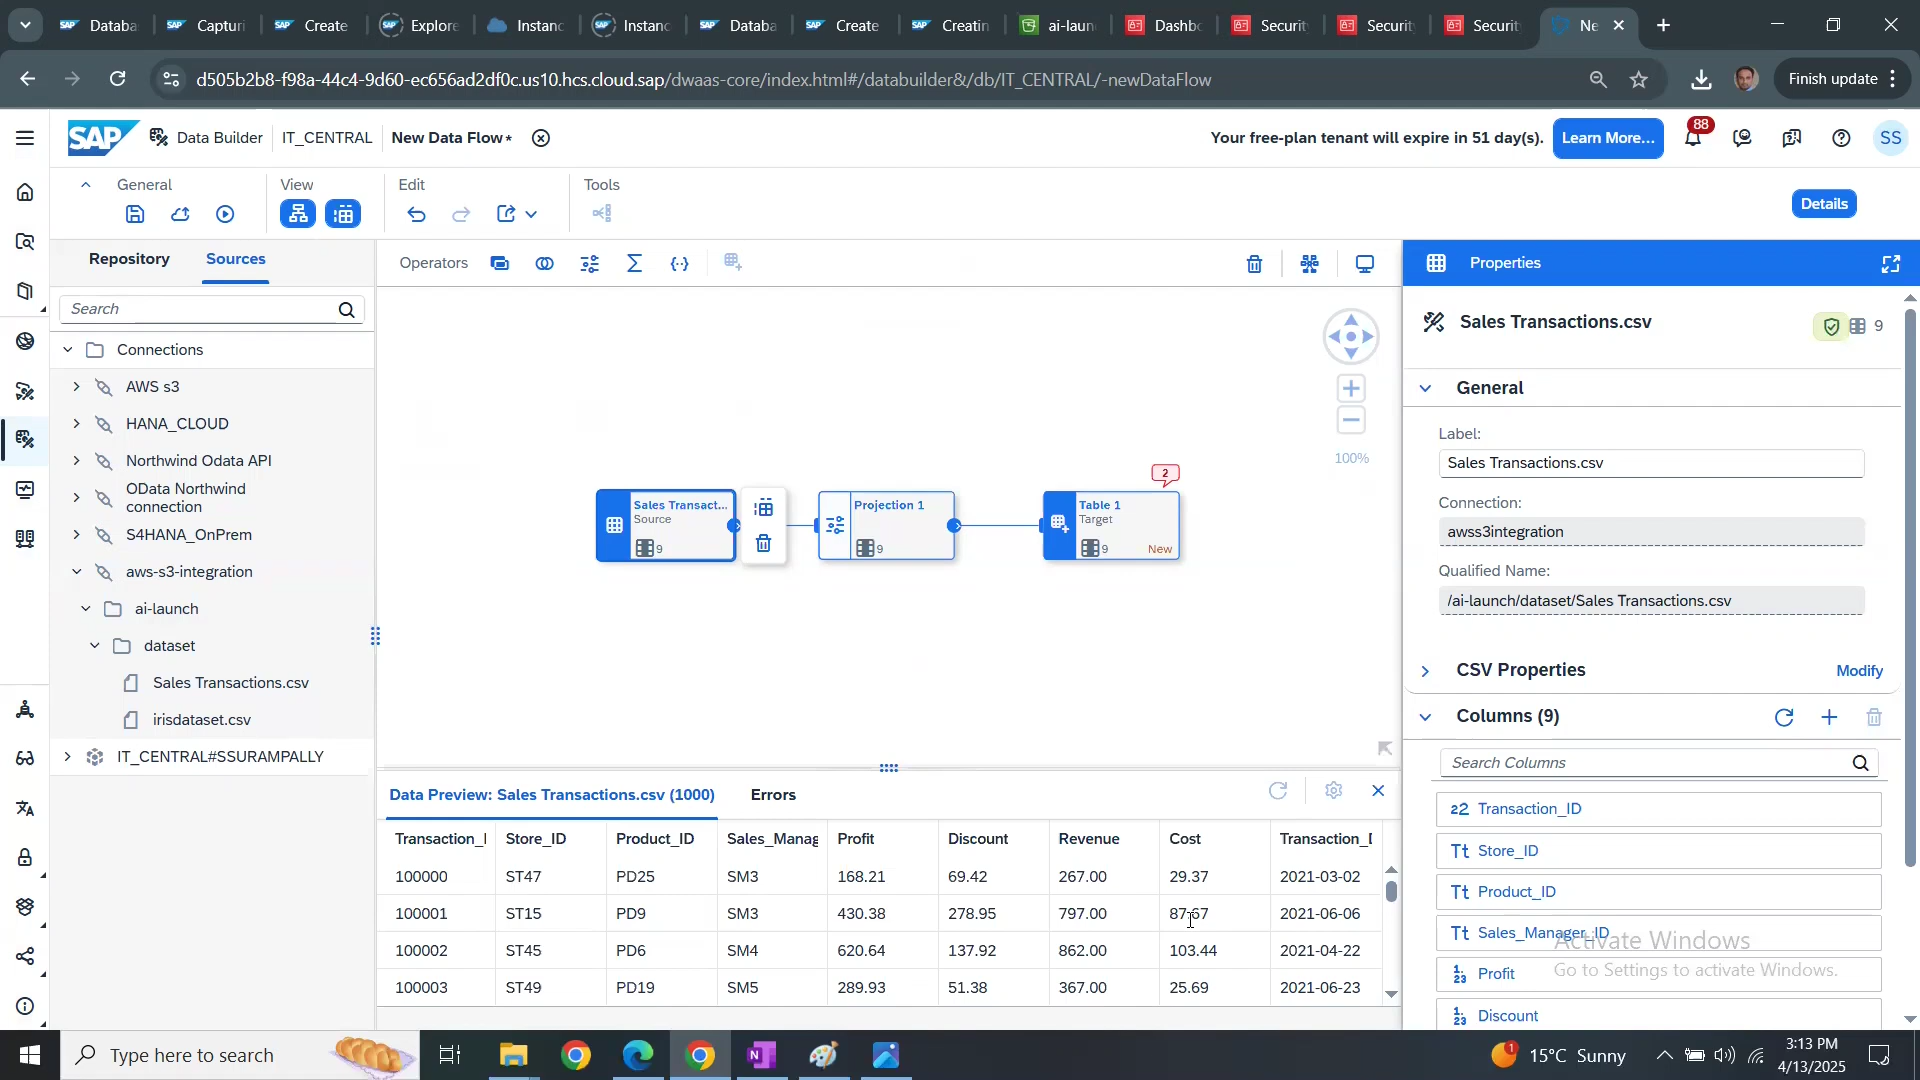 Databa
Capturi
Create
Explore
Instanc
Instanc
Databa
Create
Creatin
ai-laun
Dashbo
Securit
Securit
Securit
Ne
d505b2b8-f98a-44c4-9d60-ec656ad2df0c.us10.hcs.cloud.sap/dwaas-core/index.html#/databuilder&/db/IT_CENTRAL/-newDataFlow
Finish update
SAP
Data Builder
IT_CENTRAL
New Data Flow*
Your free-plan tenant will expire in 51 day(s).
Learn More...
88
SS
General
View
Edit
Tools
Details
Repository
Sources
Operators
Properties
Search
Connections
AWS s3
HANA_CLOUD
Northwind Odata API
OData Northwind
connection
S4HANA_OnPrem
aws-s3-integration
ai-launch
dataset
Sales Transactions.csv
irisdataset.csv
IT_CENTRAL#SSURAMPALLY
100%
Sales Transact...
Source
9
Projection 1
9
2
Table 1
Target
9
New
Sales Transactions.csv
9
General
Label:
Sales Transactions.csv
Connection:
awss3integration
Qualified Name:
/ai-launch/dataset/Sales Transactions.csv
CSV Properties
Modify
Columns (9)
Search Columns
Transaction_ID
Store_ID
Product_ID
Sales_Manager_ID
Profit
Discount
Data Preview: Sales Transactions.csv (1000)
Errors
Transaction_I Store_ID Product_ID Sales_Manag Profit Discount Revenue Cost Transaction_D
100000 ST47 PD25 SM3 168.21 69.42 267.00 29.37 2021-03-02
100001 ST15 PD9 SM3 430.38 278.95 797.00 87.67 2021-06-06
100002 ST45 PD6 SM4 620.64 137.92 862.00 103.44 2021-04-22
100003 ST49 PD19 SM5 289.93 51.38 367.00 25.69 2021-06-23
Activate Windows
Go to Settings to activate Windows.
Type here to search
1
15°C Sunny
3:13 PM
4/13/2025